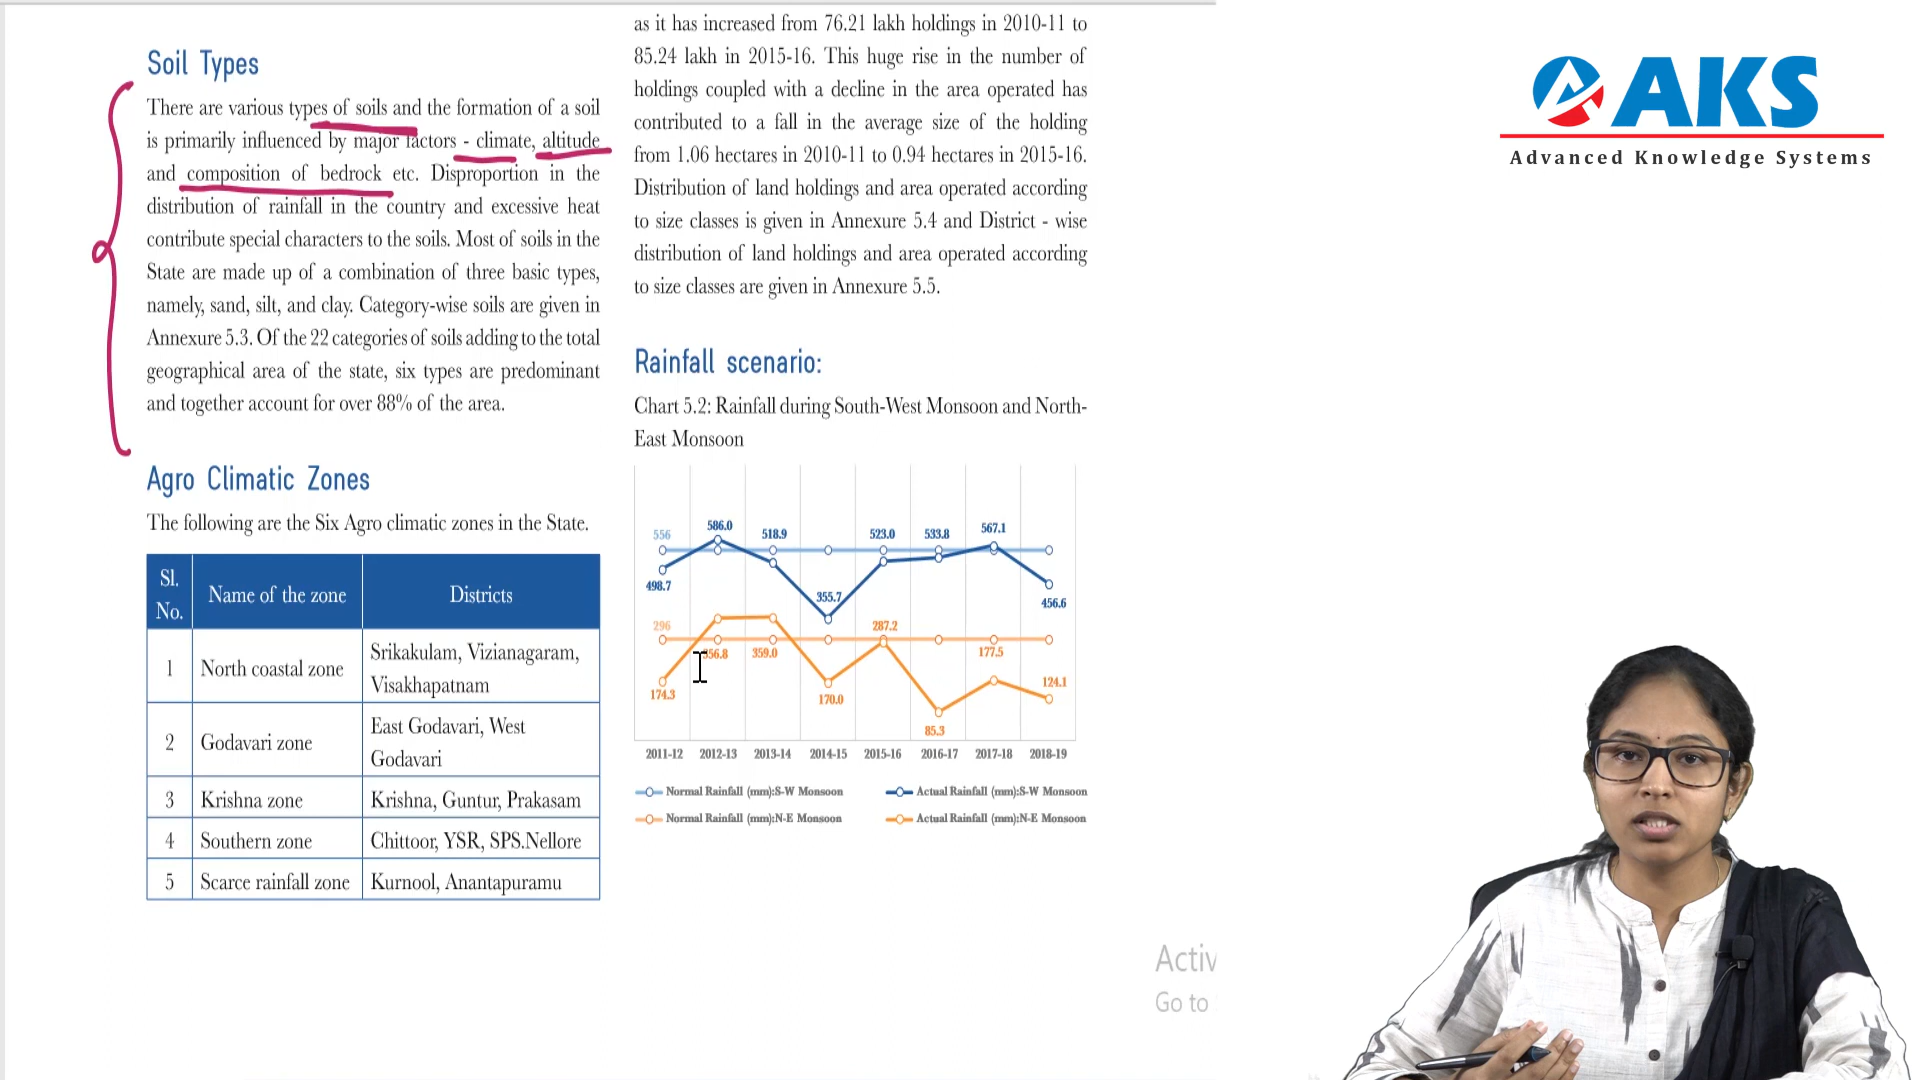 Soil Types
There are various types of soils and the formation of a soil
is primarily influenced by major factors - climate, altitude
and composition of bedrock etc. Disproportion in the
distribution of rainfall in the country and excessive heat
contribute special characters to the soils. Most of soils in the
State are made up of a combination of three basic types,
namely, sand, silt, and clay. Category-wise soils are given in
Annexure 5.3. Of the 22 categories of soils adding to the total
geographical area of the state, six types are predominant
and together account for over 88% of the area.
Agro Climatic Zones
The following are the Six Agro climatic zones in the State.
Sl. No. Name of the zone Districts
1 North coastal zone Srikakulam, Vizianagaram,
Visakhapatnam
2 Godavari zone East Godavari, West
Godavari
3 Krishna zone Krishna, Guntur, Prakasam
4 Southern zone Chittoor, YSR, SPS.Nellore
5 Scarce rainfall zone Kurnool, Anantapuramu
as it has increased from 76.21 lakh holdings in 2010-11 to
85.24 lakh in 2015-16. This huge rise in the number of
holdings coupled with a decline in the area operated has
contributed to a fall in the average size of the holding
from 1.06 hectares in 2010-11 to 0.94 hectares in 2015-16.
Distribution of land holdings and area operated according
to size classes is given in Annexure 5.4 and District - wise
distribution of land holdings and area operated according
to size classes are given in Annexure 5.5.
Rainfall scenario:
Chart 5.2: Rainfall during South-West Monsoon and North-
East Monsoon
556 586.0 518.9 523.0 533.8 567.1
498.7 355.7 456.6
296 287.2
356.8 359.0 177.5
174.3 170.0 124.1
85.3
2011-12 2012-13 2013-14 2014-15 2015-16 2016-17 2017-18 2018-19
Normal Rainfall (mm):S-W Monsoon Actual Rainfall (mm):S-W Monsoon
Normal Rainfall (mm):N-E Monsoon Actual Rainfall (mm):N-E Monsoon
AKS
Advanced Knowledge Systems
Activ
Go to